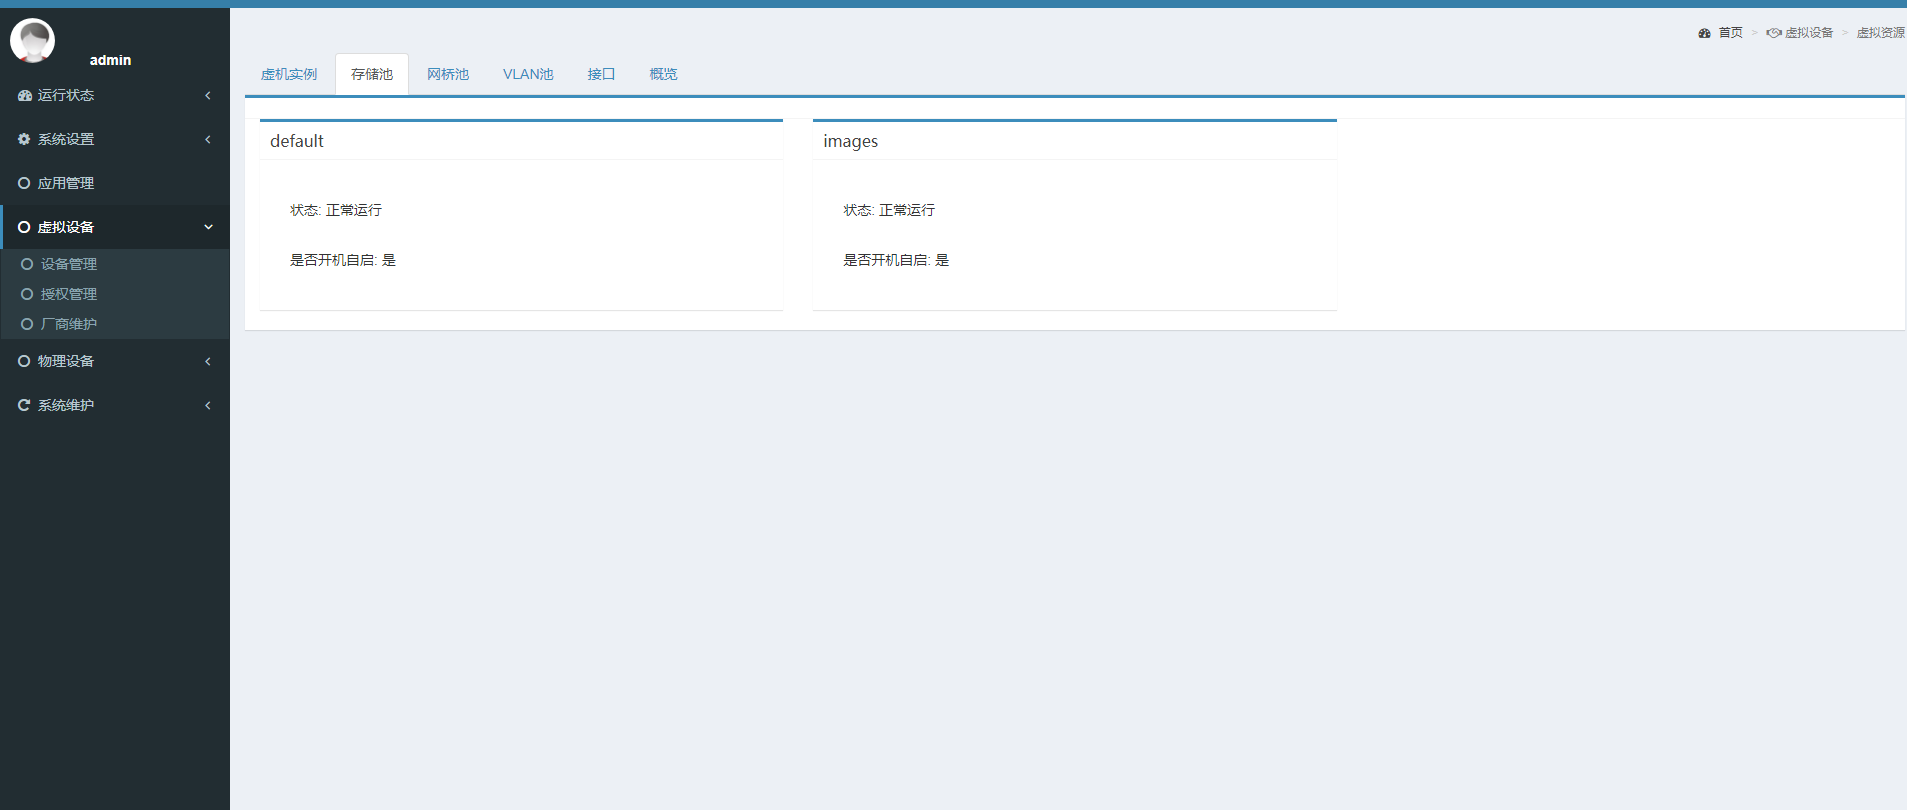 admin
运行状态
系统设置
应用管理
虚拟设备
设备管理
授权管理
厂商维护
物理设备
系统维护
首页 > 虚拟设备 > 虚拟资源
虚机实例 存储池 网桥池 VLAN池 接口 概览
default
状态: 正常运行
是否开机自启: 是
images
状态: 正常运行
是否开机自启: 是